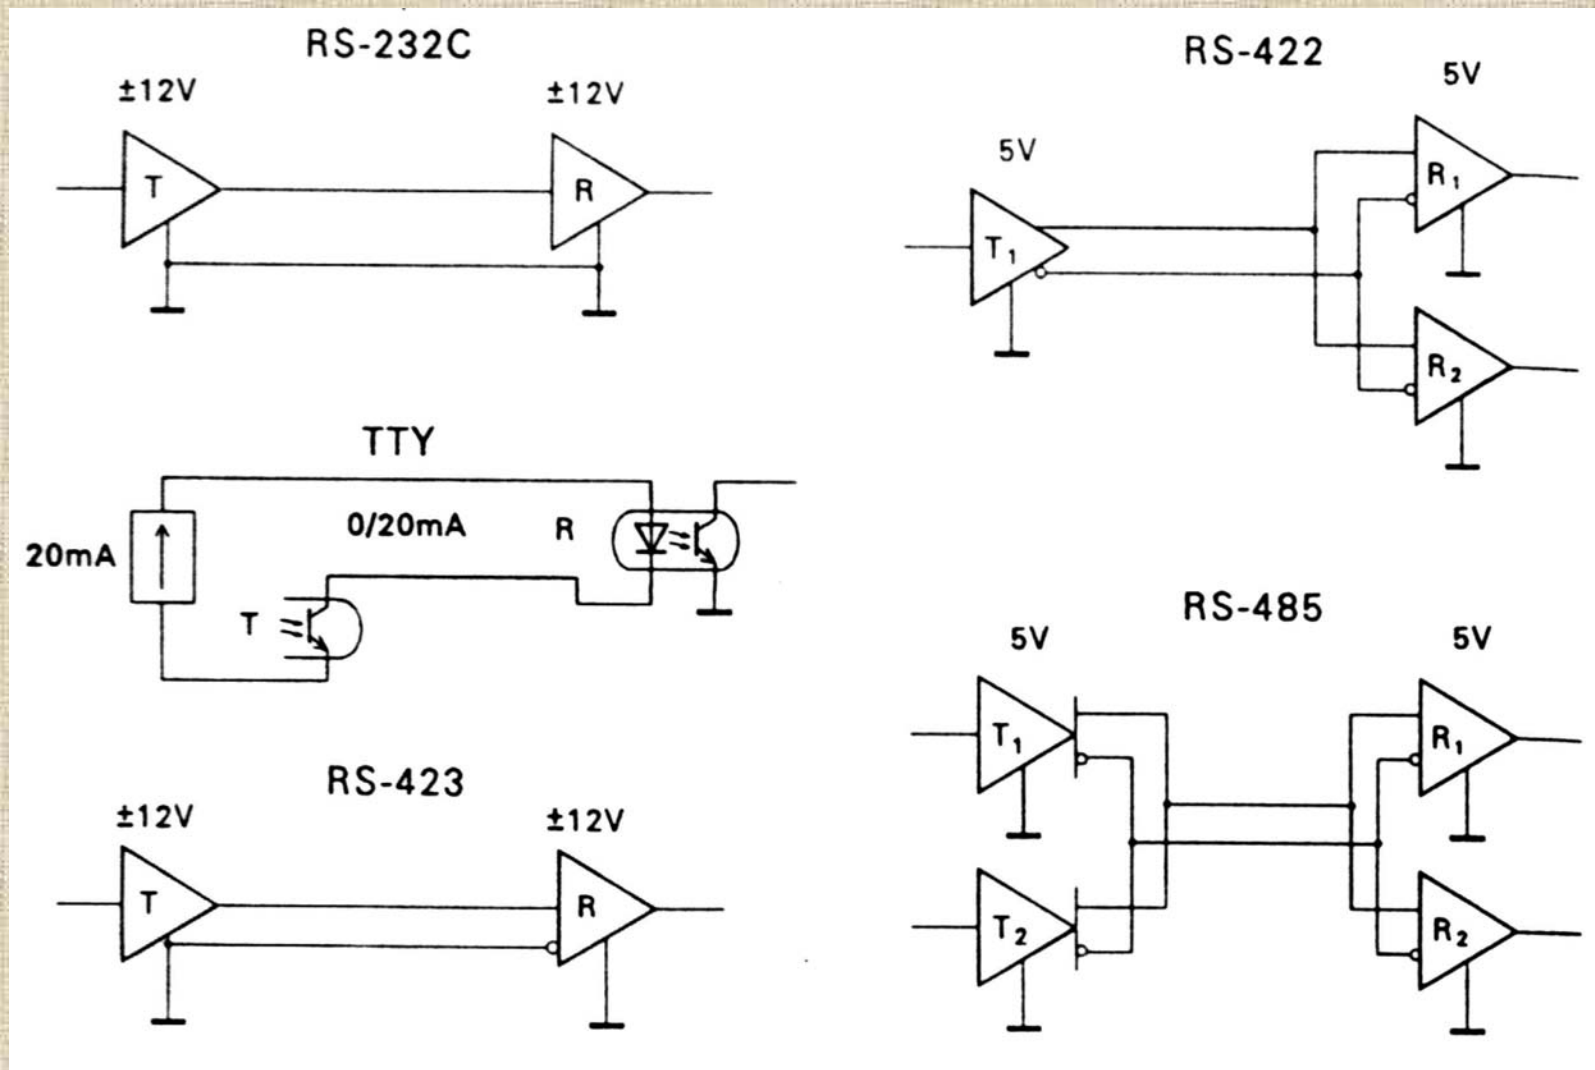 RS-232C
±12V
±12V
T
R
TTY
20mA
0/20mA
R
T
RS-423
±12V
±12V
T
R
RS-422
5V
5V
T1
R1
R2
RS-485
5V
5V
T1
R1
T2
R2